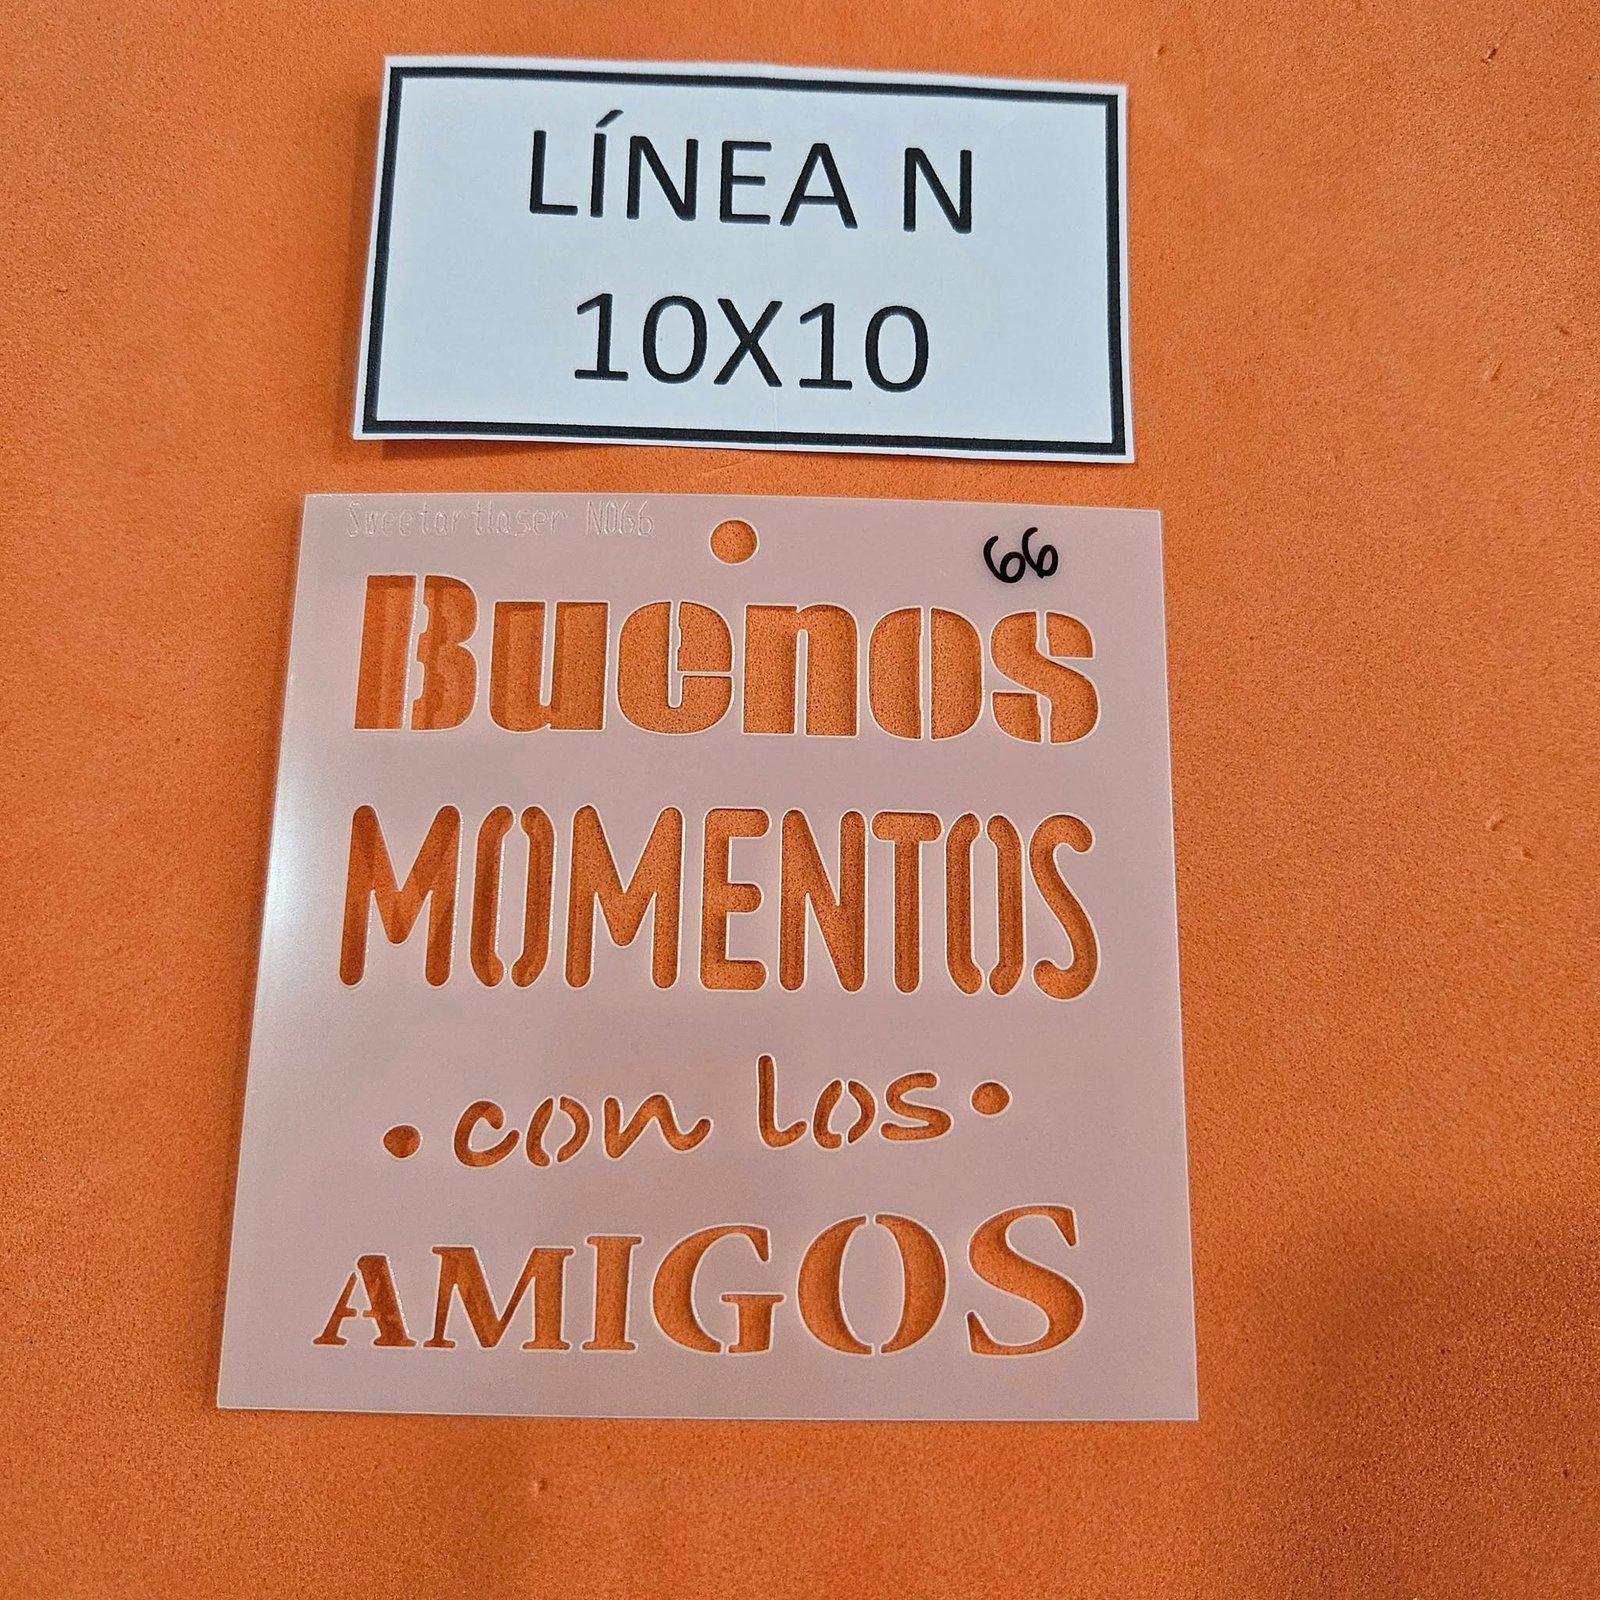 LÍNEA N
10X10
Sweetartlaser N066
66
Buenos
MOMENTOS
•con los•
AMIGOS